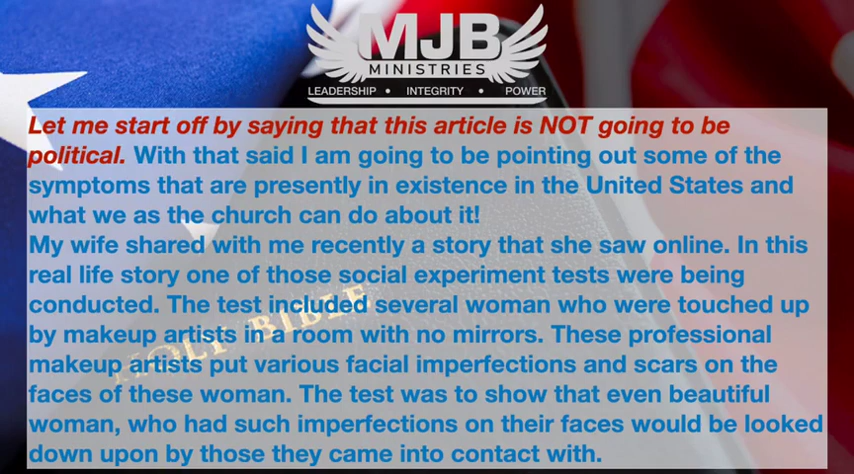 MJB
MINISTRIES
LEADERSHIP • INTEGRITY • POWER
Let me start off by saying that this article is NOT going to be
political. With that said I am going to be pointing out some of the
symptoms that are presently in existence in the United States and
what we as the church can do about it!
My wife shared with me recently a story that she saw online. In this
real life story one of those social experiment tests were being
conducted. The test included several woman who were touched up
by makeup artists in a room with no mirrors. These professional
makeup artists put various facial imperfections and scars on the
faces of these woman. The test was to show that even beautiful
woman, who had such imperfections on their faces would be looked
down upon by those they came into contact with.
HOLY BIBLE